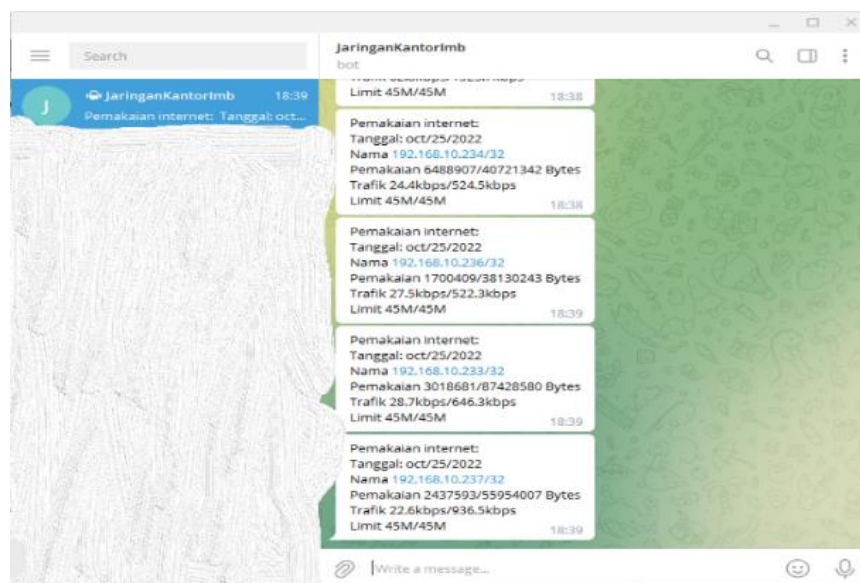 Search
JaringanKantorImb 18:39
Pemakaian internet: Tanggal: oct...
J
JaringanKantorImb
bot
Limit 45M/45M
18:38
Pemakaian internet:
Tanggal: oct/25/2022
Nama 192.168.10.234/32
Pemakaian 6488907/40721342 Bytes
Trafik 24.4kbps/524.5kbps
Limit 45M/45M
18:38
Pemakaian internet:
Tanggal: oct/25/2022
Nama 192.168.10.236/32
Pemakaian 1700409/38130243 Bytes
Trafik 27.5kbps/522.3kbps
Limit 45M/45M
18:39
Pemakaian internet:
Tanggal: oct/25/2022
Nama 192.168.10.233/32
Pemakaian 3018681/87428580 Bytes
Trafik 28.7kbps/646.3kbps
Limit 45M/45M
18:39
Pemakaian internet:
Tanggal: oct/25/2022
Nama 192.168.10.237/32
Pemakaian 2437593/55954007 Bytes
Trafik 22.6kbps/936.5kbps
Limit 45M/45M
18:39
Write a message...